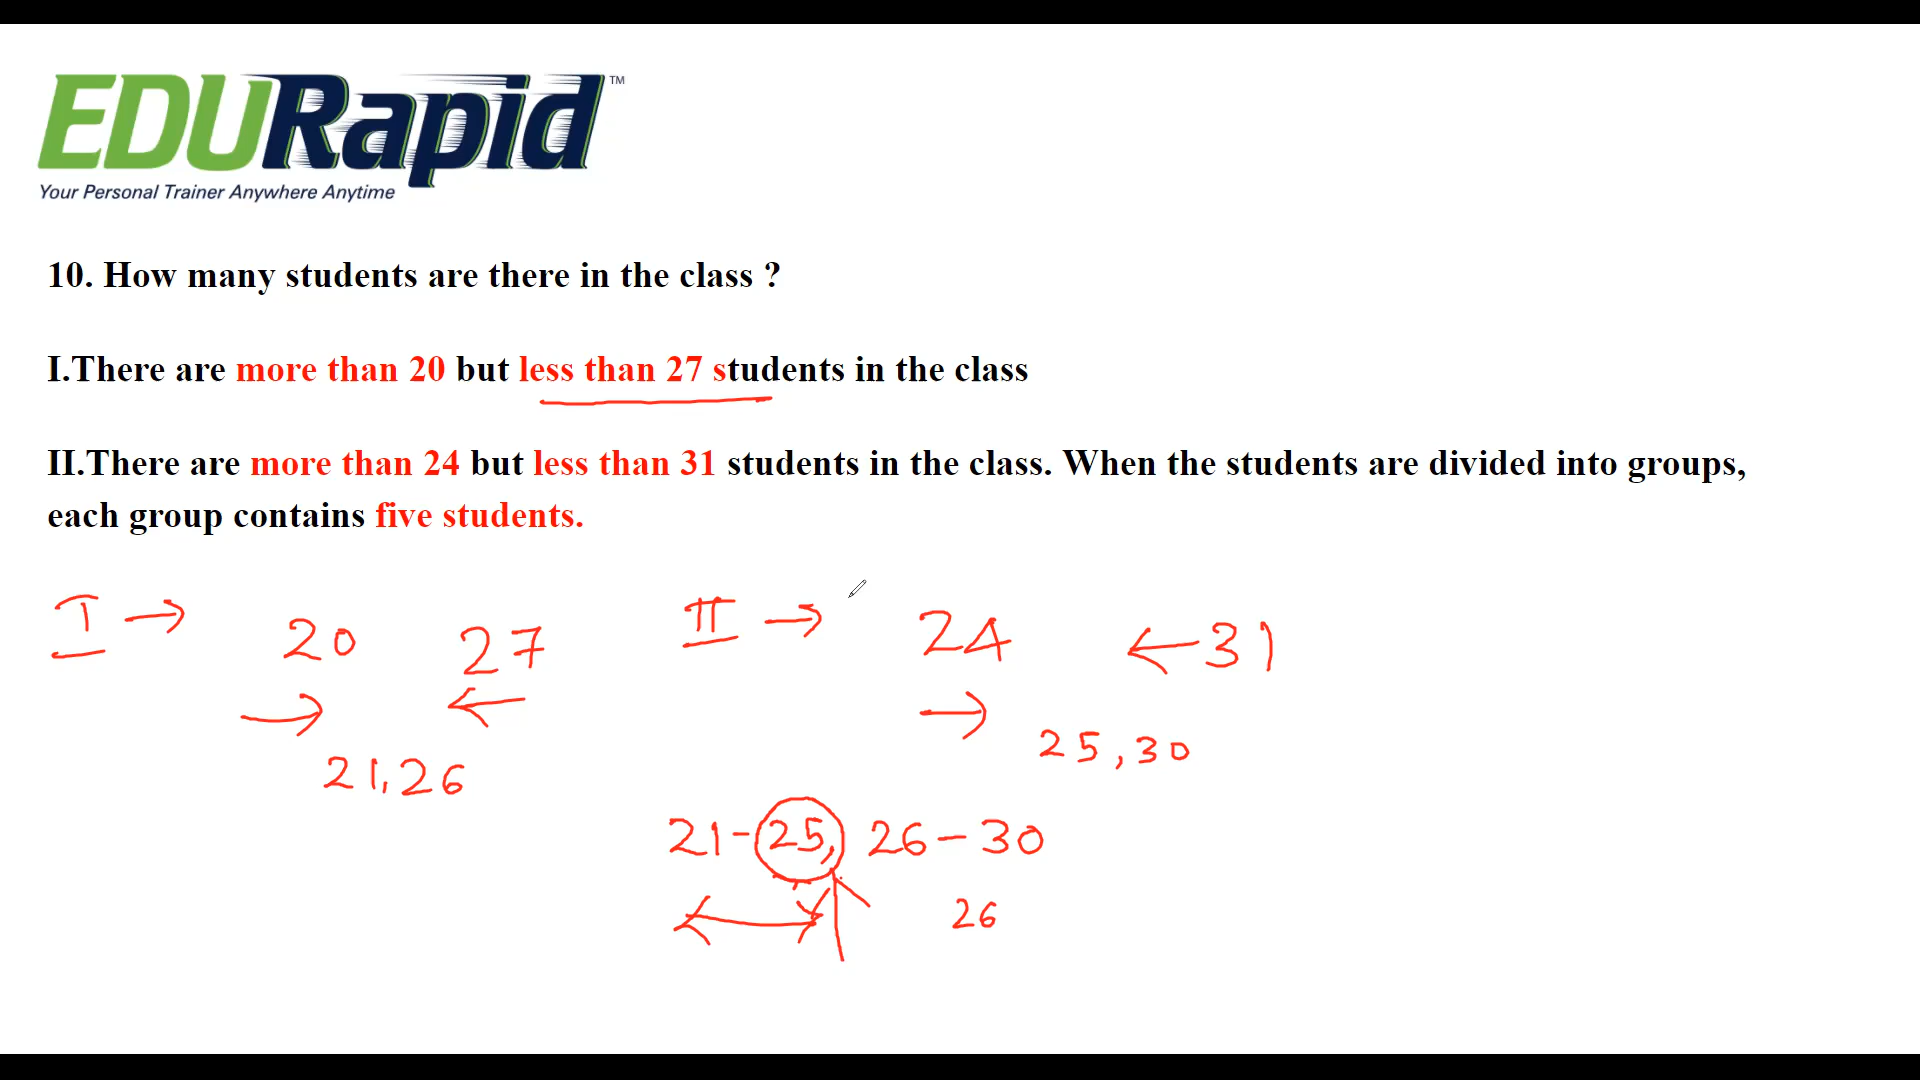 EDURapid™
Your Personal Trainer Anywhere Anytime
10. How many students are there in the class ?
I.There are more than 20 but less than 27 students in the class
II.There are more than 24 but less than 31 students in the class. When the students are divided into groups,
each group contains five students.
I → 20 27 II → 24 ←31
→ ← →
21,26 25,30
21-25, 26-30
26